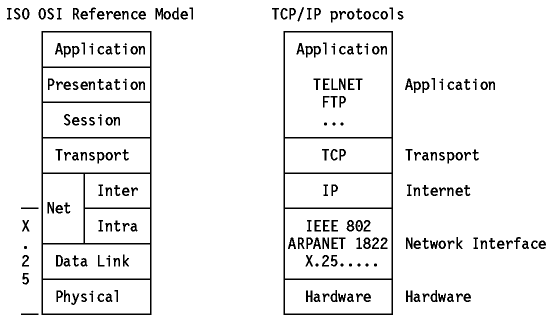 ISO OSI Reference Model
Application
Presentation
Session
Transport
Net
Inter
Intra
Data Link
Physical
X
.
2
5
TCP/IP protocols
Application
TELNET
FTP
...
TCP
IP
IEEE 802
ARPANET 1822
X.25.....
Hardware
Application
Transport
Internet
Network Interface
Hardware